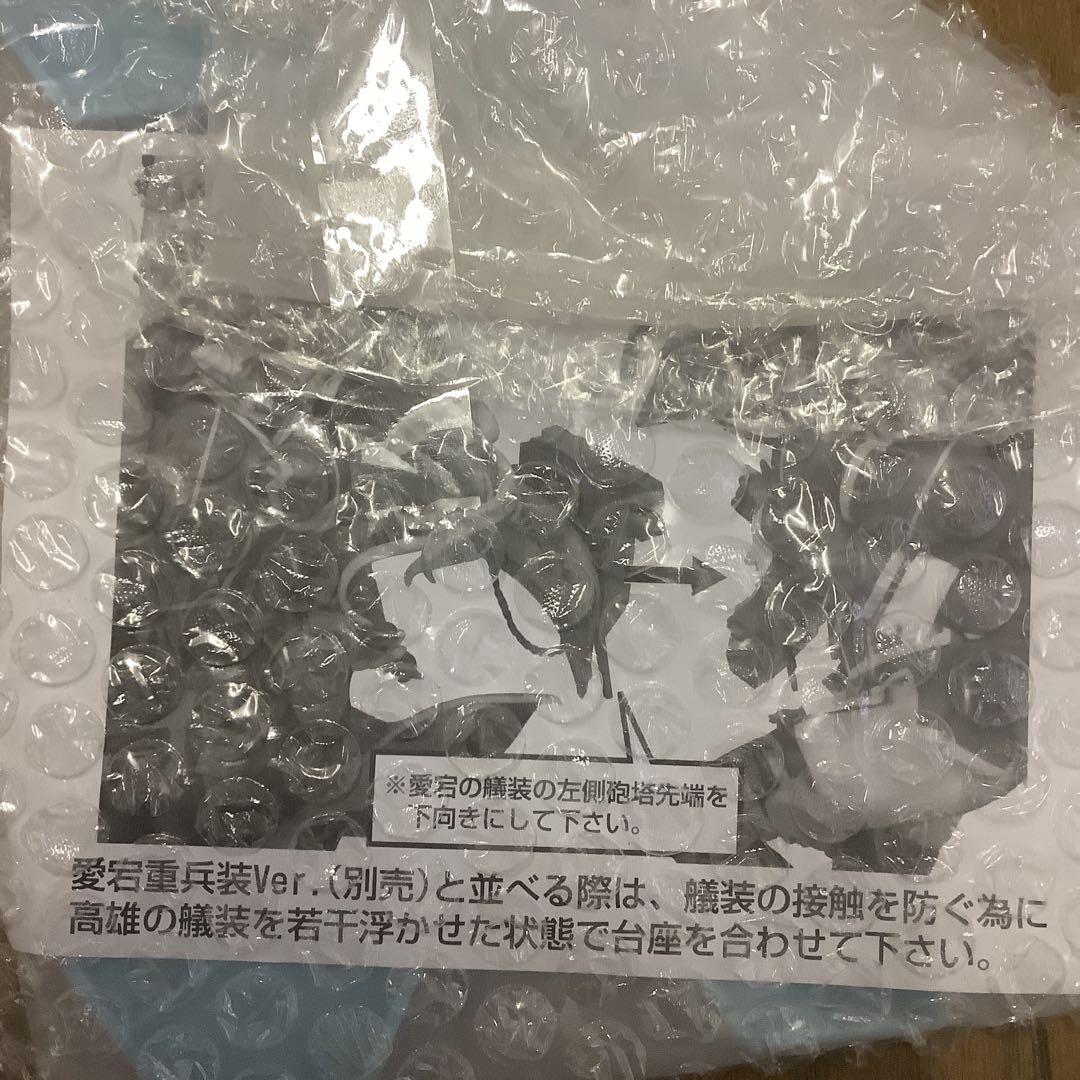 ※愛宕の艤装の左側砲塔先端を
下向きにして下さい。
愛宕重兵装Ver.(別売)と並べる際は、艤装の接触を防ぐ為に
高雄の艤装を若干浮かせた状態で台座を合わせて下さい。